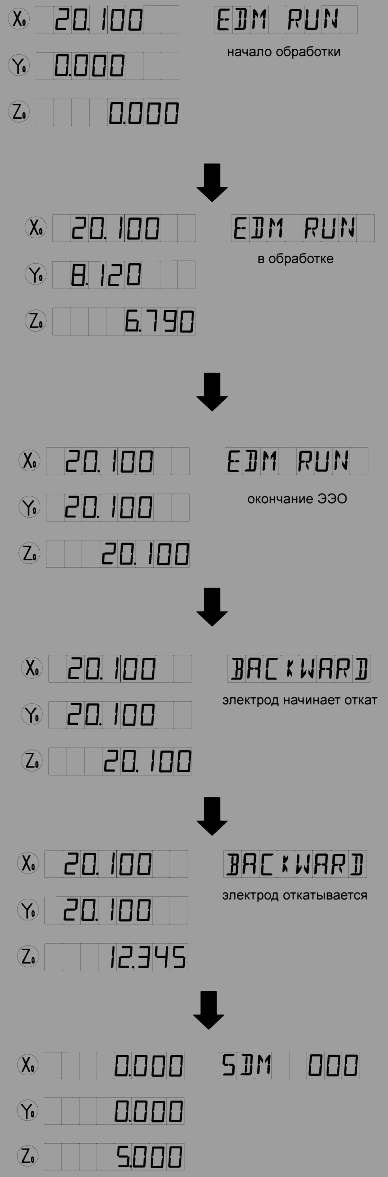 X₀ 20.100 EDM RUN
начало обработки
Y₀ 0.000
Z₀ 0.000
X₀ 20.100 EDM RUN
в обработке
Y₀ 8.120
Z₀ 6.790
X₀ 20.100 EDM RUN
Y₀ 20.100 окончание ЭЭО
Z₀ 20.100
X₀ 20.100 BACKWARD
электрод начинает откат
Y₀ 20.100
Z₀ 20.100
X₀ 20.100 BACKWARD
электрод откатывается
Y₀ 20.100
Z₀ 12.345
X₀ 0.000 SDM 000
Y₀ 0.000
Z₀ 5.000